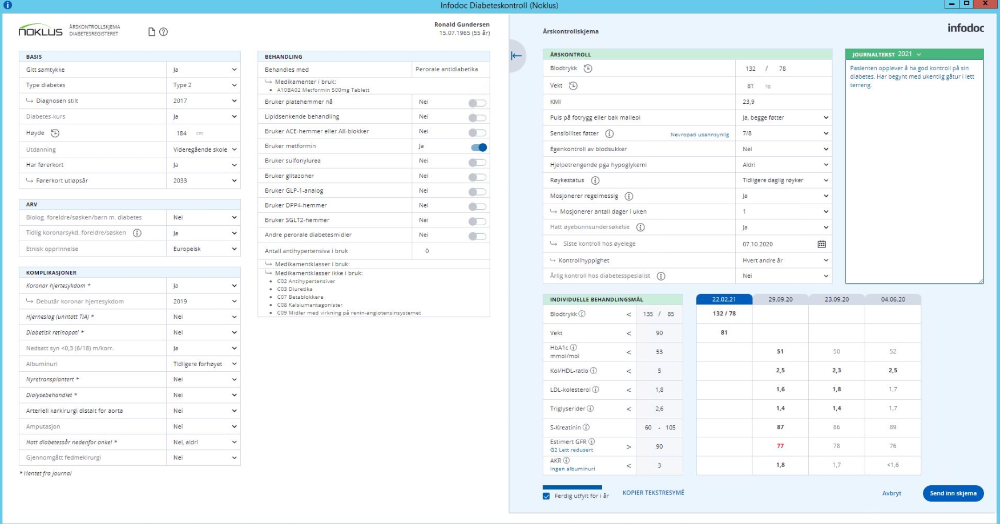 Infodoc Diabeteskontroll (Noklus)
NOKLUS
ÅRSKONTROLLSKJEMA
DIABETESREGISTERET
Ronald Gundersen
15.07.1965 (55 år)
BASIS
Gitt samtykke Ja
Type diabetes Type 2
Diagnosen stilt 2017
Diabetes-kurs Ja
Høyde 184 cm
Utdanning Videregående skole
Har førerkort Ja
Førerkort utløpsår 2033
ARV
Biolog. foreldre/søsken/barn m. diabetes Nei
Tidlig koronarsykd. foreldre/søsken Ja
Etnisk opprinnelse Europeisk
KOMPLIKASJONER
Koronar hjertesykdom * Ja
Debutår koronar hjertesykdom 2019
Hjerneslag (unntatt TIA) * Nei
Diabetisk retinopati * Nei
Nedsatt syn <0,3 (6/18) m/korr. Ja
Albuminuri Tidligere forhøyet
Nyretransplantert * Nei
Dialysebehandlet * Nei
Arteriell karkirurgi distalt for aorta Nei
Amputasjon Nei
Hatt diabetessår nedenfor ankel * Nei, aldri
Gjennomgått fedmekirurgi Nei
* Hentet fra journal
BEHANDLING
Behandles med Perorale antidiabetika
Medikamenter i bruk:
• A10BA02 Metformin 500mg Tablett
Bruker platehemmer nå Nei
Lipidsenkende behandling Nei
Bruker ACE-hemmer eller AII-blokker Nei
Bruker metformin Ja
Bruker sulfonylurea Nei
Bruker glitazoner Nei
Bruker GLP-1-analog Nei
Bruker DPP4-hemmer Nei
Bruker SGLT2-hemmer Nei
Andre perorale diabetesmidler Nei
Antall antihypertensiva i bruk 0
Medikamentklasser i bruk:
Medikamentklasser ikke i bruk:
• C02 Antihypertensiver
• C03 Diuretika
• C07 Betablokkere
• C08 Kalsiumantagonister
• C09 Midler med virkning på renin-angiotensinsystemet
Årskontrollskjema
infodoc
ÅRSKONTROLL
Blodtrykk 132 / 78
Vekt 81 kg
KMI 23,9
Puls på fotrygg eller bak malleol Ja, begge føtter
Sensibilitet føtter Nevropati usannsynlig 7/8
Egenkontroll av blodsukker Nei
Hjelpetrengende pga hypoglykemi Aldri
Røykestatus Tidligere daglig røyker
Mosjonerer regelmessig Ja
Mosjonerer antall dager i uken 1
Hatt øyebunnsundersøkelse Ja
Siste kontroll hos øyelege 07.10.2020
Kontrollhyppighet Hvert andre år
Årlig kontroll hos diabetesspesialist Nei
JOURNALTEKST 2021
Pasienten opplever å ha god kontroll på sin
diabetes. Har begynt med ukentlig gåtur i lett
terreng.
INDIVIDUELLE BEHANDLINGSMÅL 22.02.21 29.09.20 23.09.20 04.06.20
Blodtrykk < 135 / 85 132 / 78
Vekt < 90 81
HbA1c
mmol/mol < 53 51 50 52
Kol/HDL-ratio < 5 2,5 2,3 2,5
LDL-kolesterol < 1,8 1,6 1,8 1,7
Triglyserider < 2,6 1,4 1,4 1,7
S-Kreatinin 60 - 105 87 86 89
Estimert GFR
G2 Lett redusert > 90 77 78 76
AKR
Ingen albuminuri < 3 1,8 1,7 <1,6
Ferdig utfylt for i år
KOPIER TEKSTRESYMÉ
Avbryt
Send inn skjema